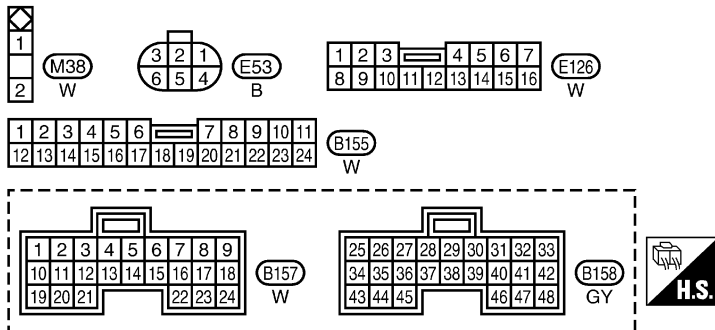 1
2
M38
W
3 2 1
6 5 4
E53
B
1 2 3 4 5 6 7
8 9 10 11 12 13 14 15 16
E126
W
1 2 3 4 5 6 7 8 9 10 11
12 13 14 15 16 17 18 19 20 21 22 23 24
B155
W
1 2 3 4 5 6 7 8 9
10 11 12 13 14 15 16 17 18
19 20 21 22 23 24
B157
W
25 26 27 28 29 30 31 32 33
34 35 36 37 38 39 40 41 42
43 44 45 46 47 48
B158
GY
H.S.